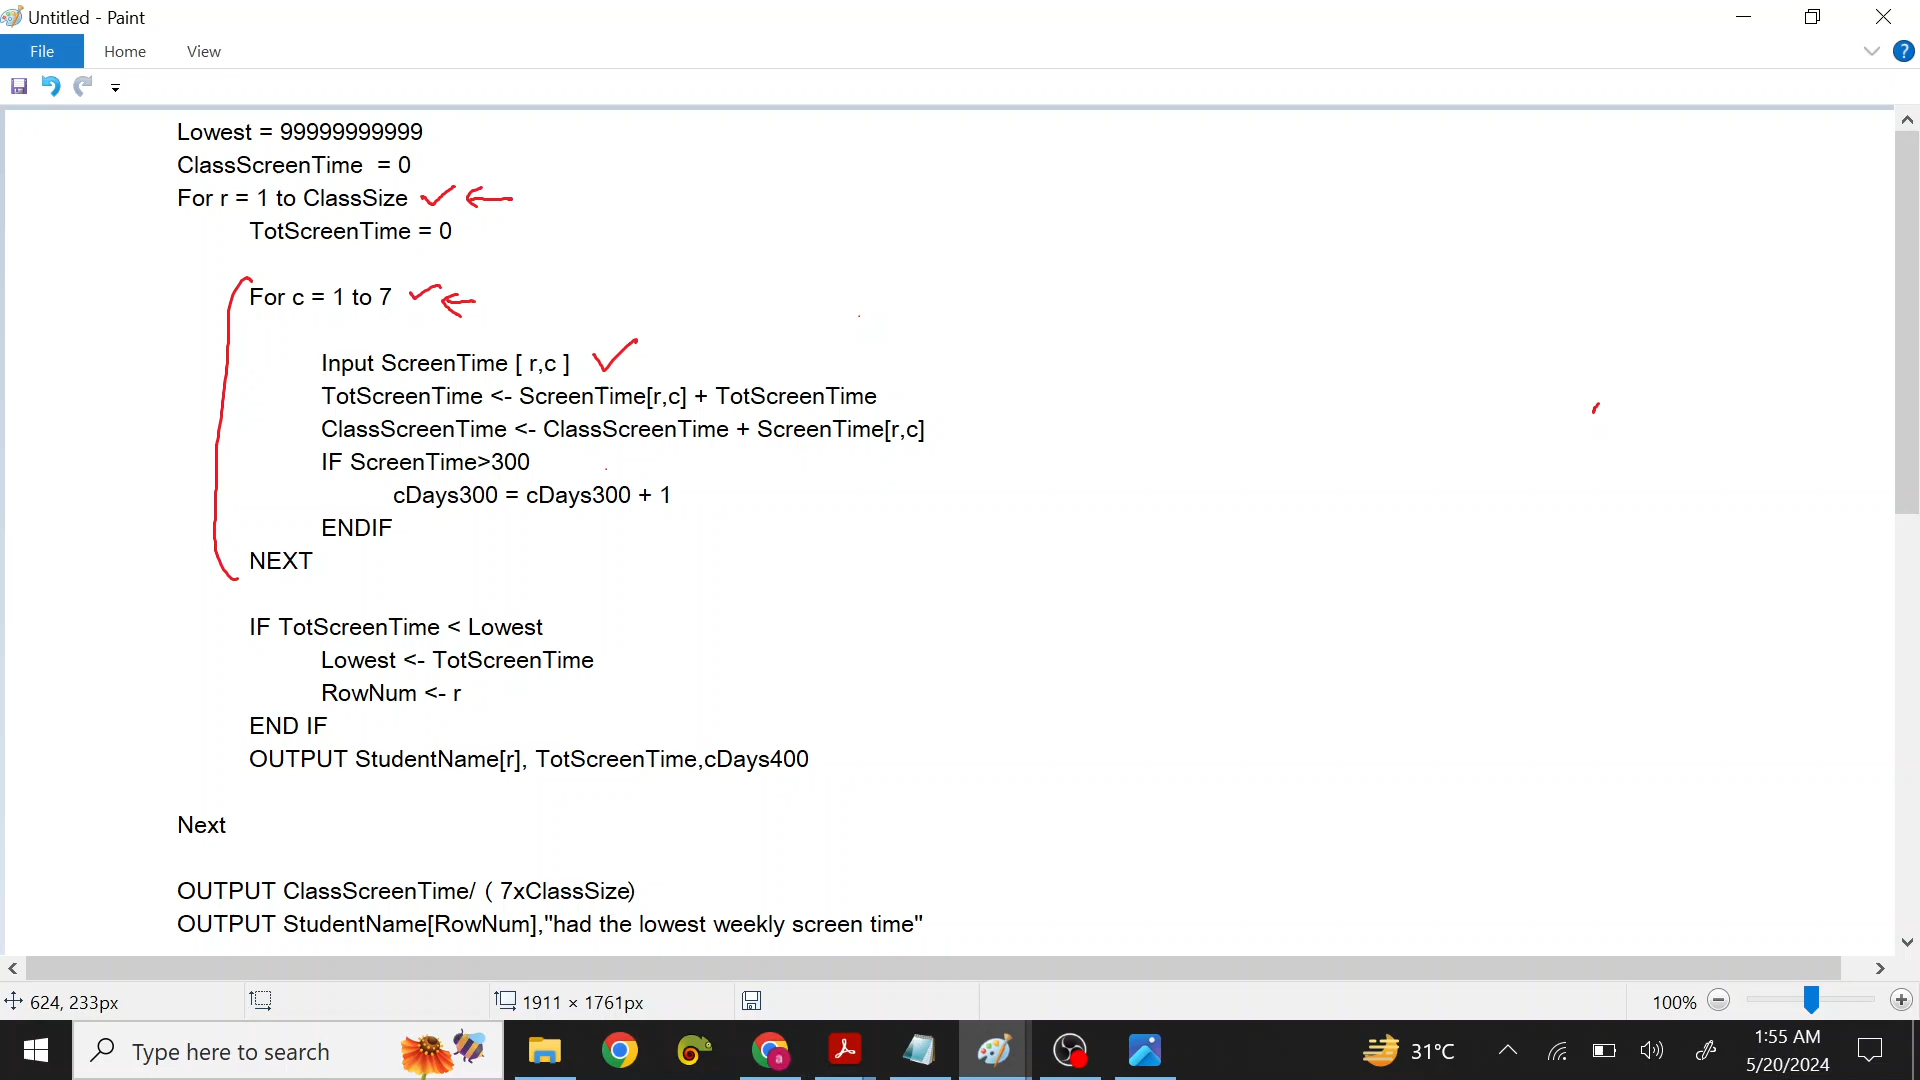 Untitled - Paint
File Home View
Lowest = 99999999999
ClassScreenTime  = 0
For r = 1 to ClassSize
TotScreenTime = 0
For c = 1 to 7
Input ScreenTime [ r,c ]
TotScreenTime <- ScreenTime[r,c] + TotScreenTime
ClassScreenTime <- ClassScreenTime + ScreenTime[r,c]
IF ScreenTime>300
cDays300 = cDays300 + 1
ENDIF
NEXT
IF TotScreenTime < Lowest
Lowest <- TotScreenTime
RowNum <- r
END IF
OUTPUT StudentName[r], TotScreenTime,cDays400
Next
OUTPUT ClassScreenTime/ ( 7xClassSize)
OUTPUT StudentName[RowNum],"had the lowest weekly screen time"
624, 233px 1911 × 1761px 100%
Type here to search 31°C 1:55 AM
5/20/2024